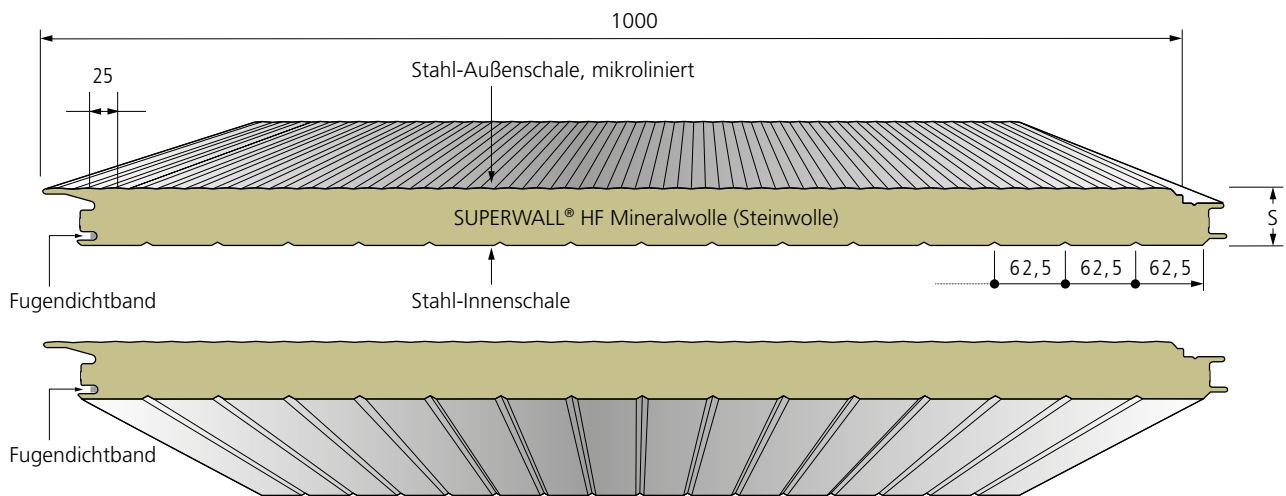 1000
25
Stahl-Außenschale, mikroliniert
SUPERWALL® HF Mineralwolle (Steinwolle)
S
62,5 62,5 62,5
Fugendichtband
Stahl-Innenschale
Fugendichtband